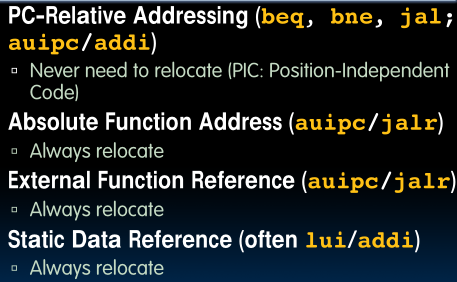 PC-Relative Addressing (beq, bne, jal;
auipc/addi)
▫ Never need to relocate (PIC: Position-Independent
Code)
Absolute Function Address (auipc/jalr)
▫ Always relocate
External Function Reference (auipc/jalr)
▫ Always relocate
Static Data Reference (often lui/addi)
▫ Always relocate